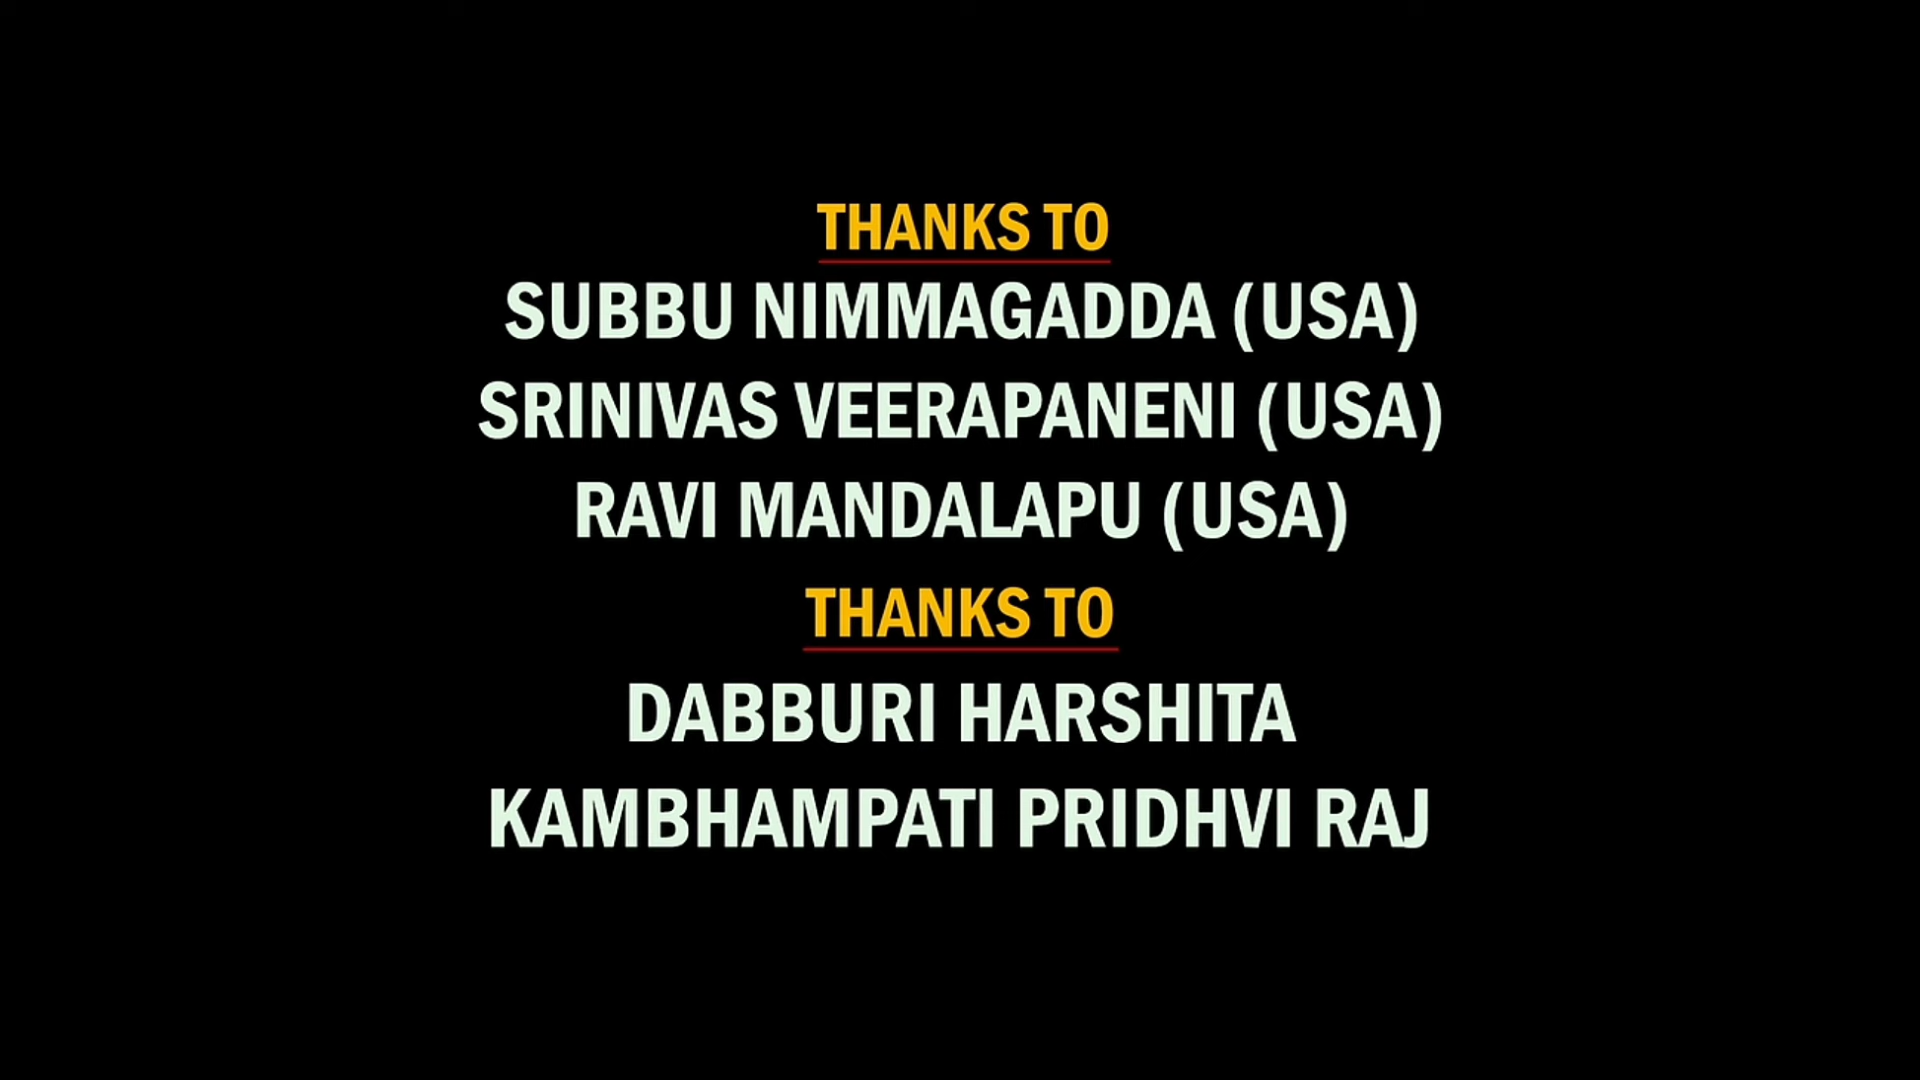 THANKS TO
SUBBU NIMMAGADDA (USA)
SRINIVAS VEERAPANENI (USA)
RAVI MANDALAPU (USA)
THANKS TO
DABBURI HARSHITA
KAMBHAMPATI PRIDHVI RAJ